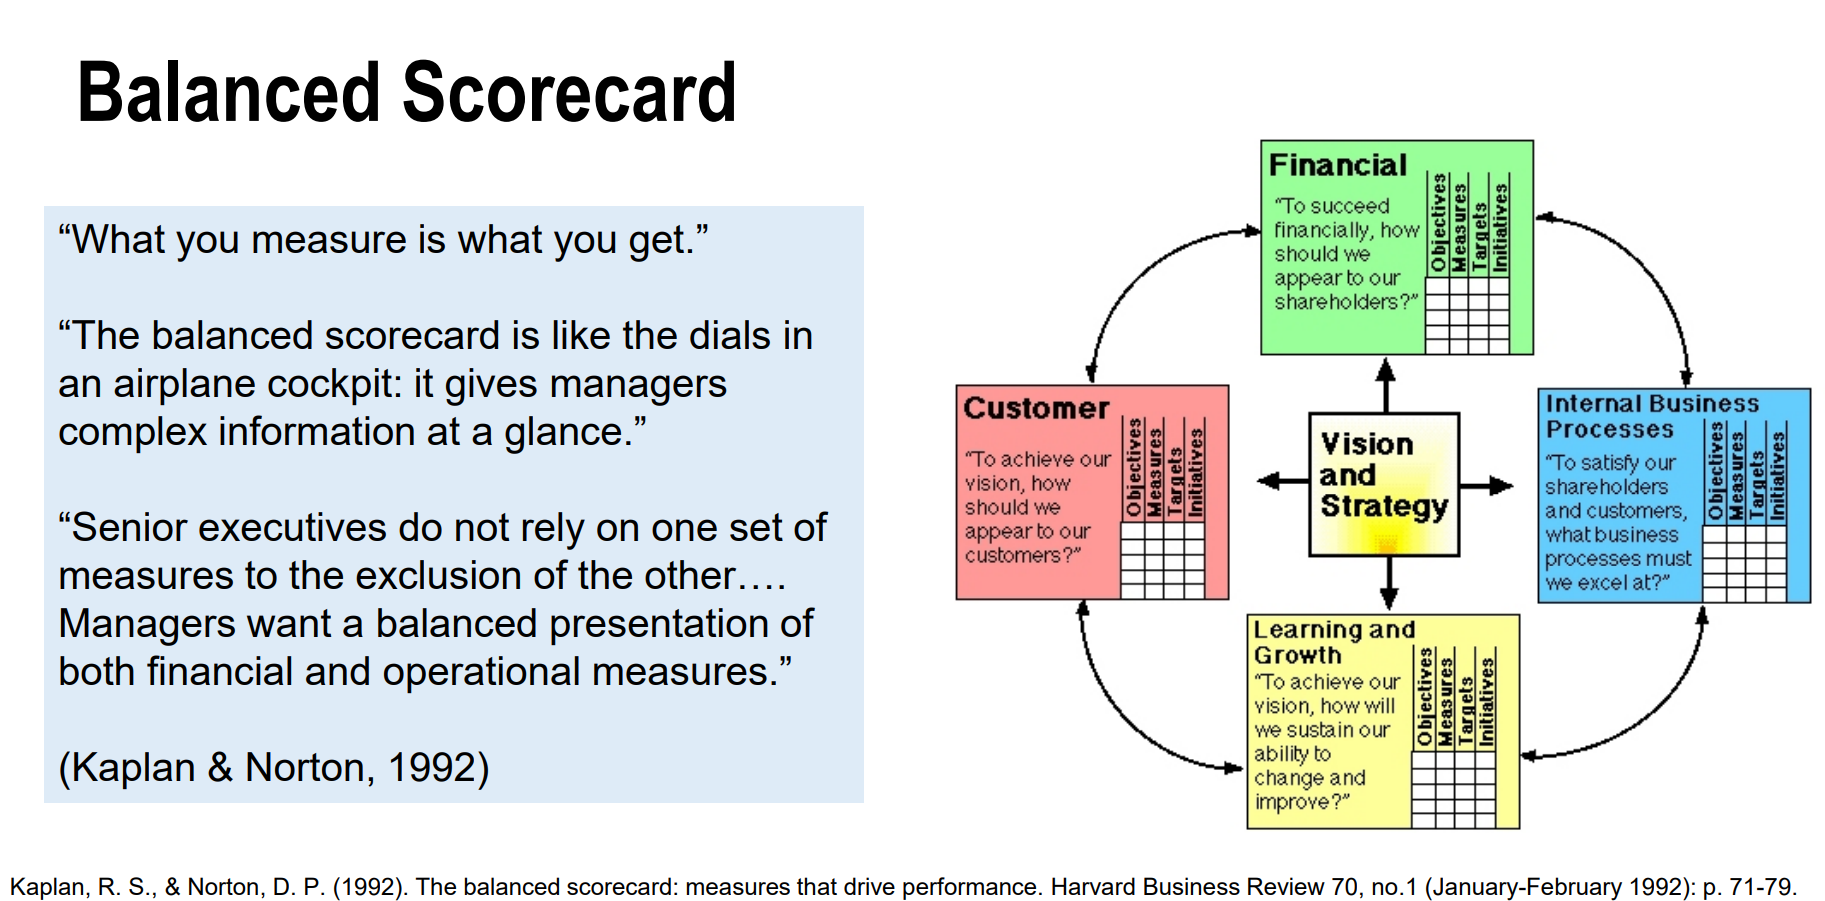 Balanced Scorecard
“What you measure is what you get.”
“The balanced scorecard is like the dials in
an airplane cockpit: it gives managers
complex information at a glance.”
“Senior executives do not rely on one set of
measures to the exclusion of the other….
Managers want a balanced presentation of
both financial and operational measures.”
(Kaplan & Norton, 1992)
Financial
“To succeed
financially, how
should we
appear to our
shareholders?”
Objectives
Measures
Targets
Initiatives
Customer
“To achieve our
vision, how
should we
appear to our
customers?”
Objectives
Measures
Targets
Initiatives
Vision
and
Strategy
Internal Business
Processes
“To satisfy our
shareholders
and customers,
what business
processes must
we excel at?”
Objectives
Measures
Targets
Initiatives
Learning and
Growth
“To achieve our
vision, how will
we sustain our
ability to
change and
improve?”
Objectives
Measures
Targets
Initiatives
Kaplan, R. S., & Norton, D. P. (1992). The balanced scorecard: measures that drive performance. Harvard Business Review 70, no.1 (January-February 1992): p. 71-79.